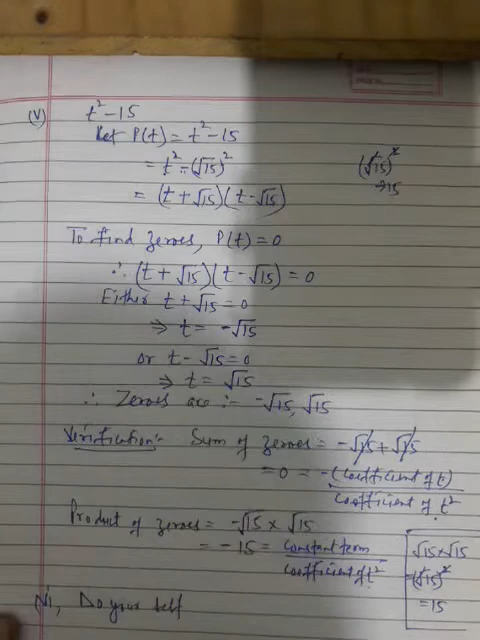 (v) t² - 15
Let P(t) = t² - 15
= t² - (√15)²
(√15)²
→ 15
= (t + √15)(t - √15)
To find zeroes, P(t) = 0
∴ (t + √15)(t - √15) = 0
Either t + √15 = 0
⇒ t = -√15
or t - √15 = 0
⇒ t = √15
∴ Zeroes are :- -√15, √15
Verification:- Sum of zeroes = -√15 + √15
= 0 = -(coefficient of t)
coefficient of t²
Product of zeroes = -√15 × √15
= -15 = constant term
coefficient of t²
√15 × √15
= (√15)²
= 15
Do your self